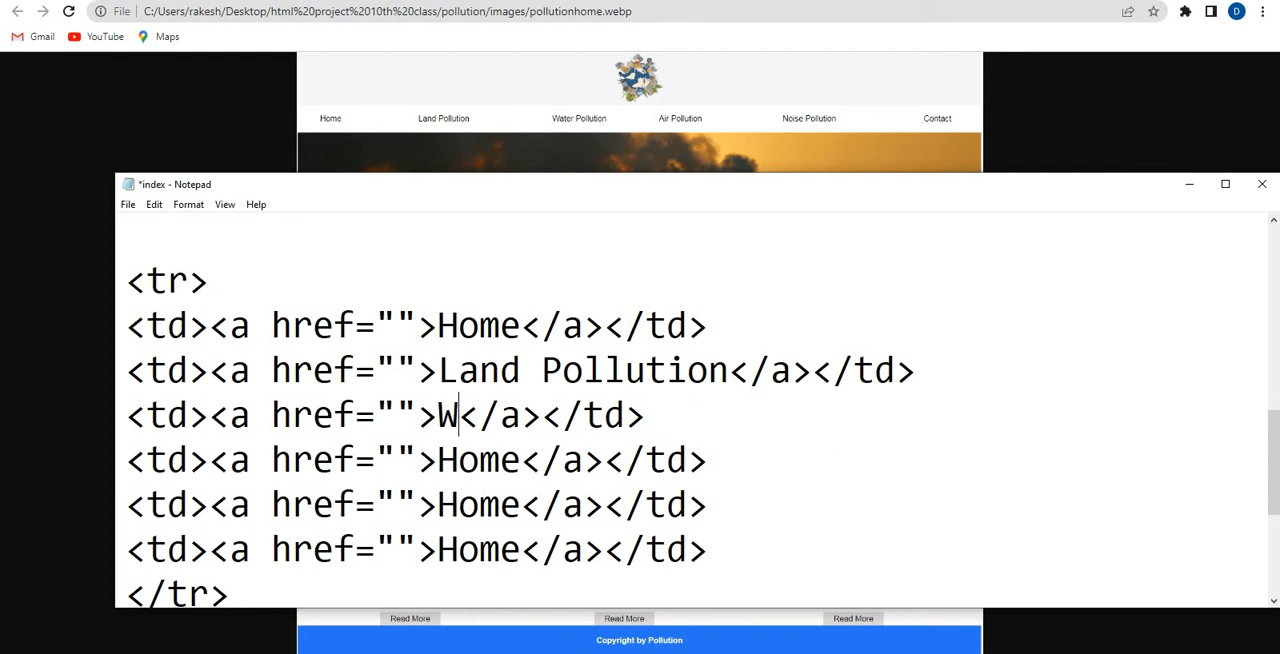 File C:/Users/rakesh/Desktop/html%20project%2010th%20class/pollution/images/pollutionhome.webp
D
Gmail YouTube Maps
Home Land Pollution Water Pollution Air Pollution Noise Pollution Contact
*index - Notepad
File Edit Format View Help
<tr>
<td><a href="">Home</a></td>
<td><a href="">Land Pollution</a></td>
<td><a href="">W</a></td>
<td><a href="">Home</a></td>
<td><a href="">Home</a></td>
<td><a href="">Home</a></td>
</tr>
Read More Read More Read More
Copyright by Pollution